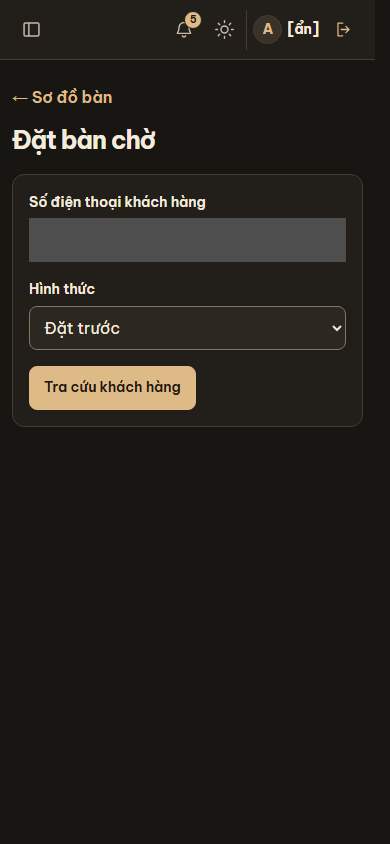 5
A [ẩn]
← Sơ đồ bàn
Đặt bàn chờ
Số điện thoại khách hàng
Hình thức
Đặt trước
Tra cứu khách hàng